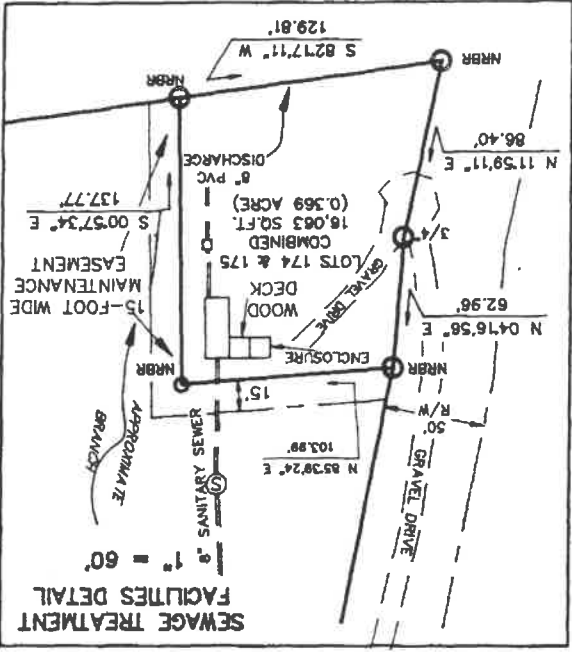 SEWAGE TREATMENT
FACILITIES DETAIL
1" = 60'
8" SANITARY SEWER
S
APPROXIMATE
BRANCH
N 85°39'24" E
103.99'
15'
GRAVEL DRIVE
50'
R/W
NRBR
NRBR
ENCLOSURE
WOOD
DECK
15-FOOT WIDE
MAINTENANCE
EASEMENT
N 04°16'56" E
62.96'
GRAVEL DRIVE
LOTS 174 & 175
COMBINED
16,063 SQ.FT.
(0.369 ACRE)
3/4"
S 00°57'34" E
137.77'
8" PVC
DISCHARGE
N 11°59'11" E
86.40'
NRBR
NRBR
S 82°17'11" W
129.81'